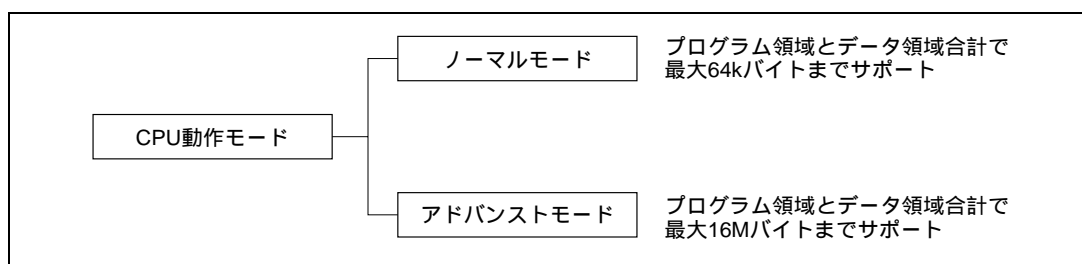 CPU動作モード
ノーマルモード
プログラム領域とデータ領域合計で
最大64kバイトまでサポート
アドバンストモード
プログラム領域とデータ領域合計で
最大16Mバイトまでサポート